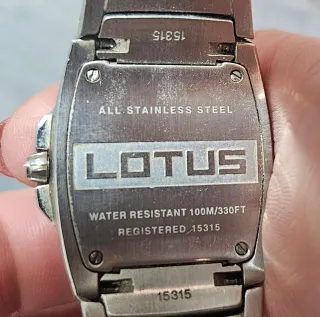 15315
ALL STAINLESS STEEL
LOTUS
WATER RESISTANT 100M/330FT
REGISTERED 15315
15315